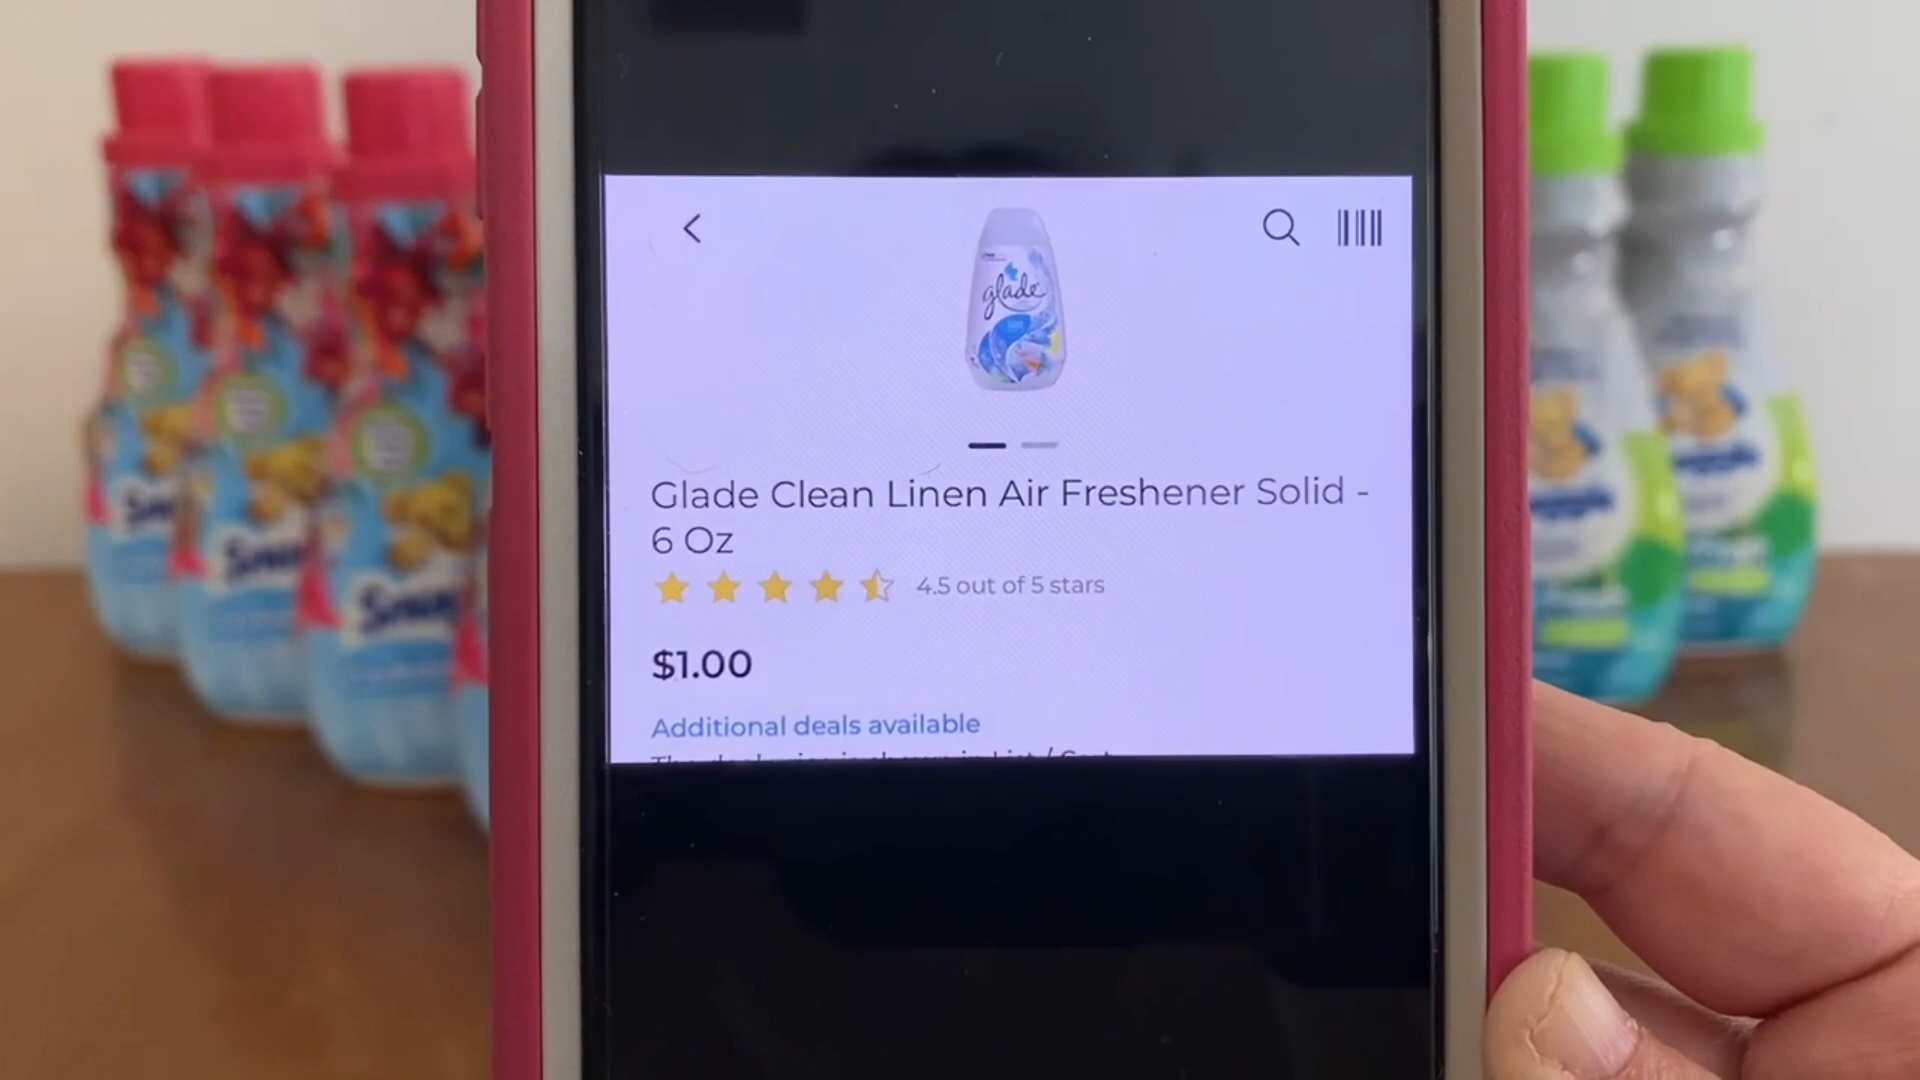 glade
Glade Clean Linen Air Freshener Solid -
6 Oz
4.5 out of 5 stars
$1.00
Additional deals available